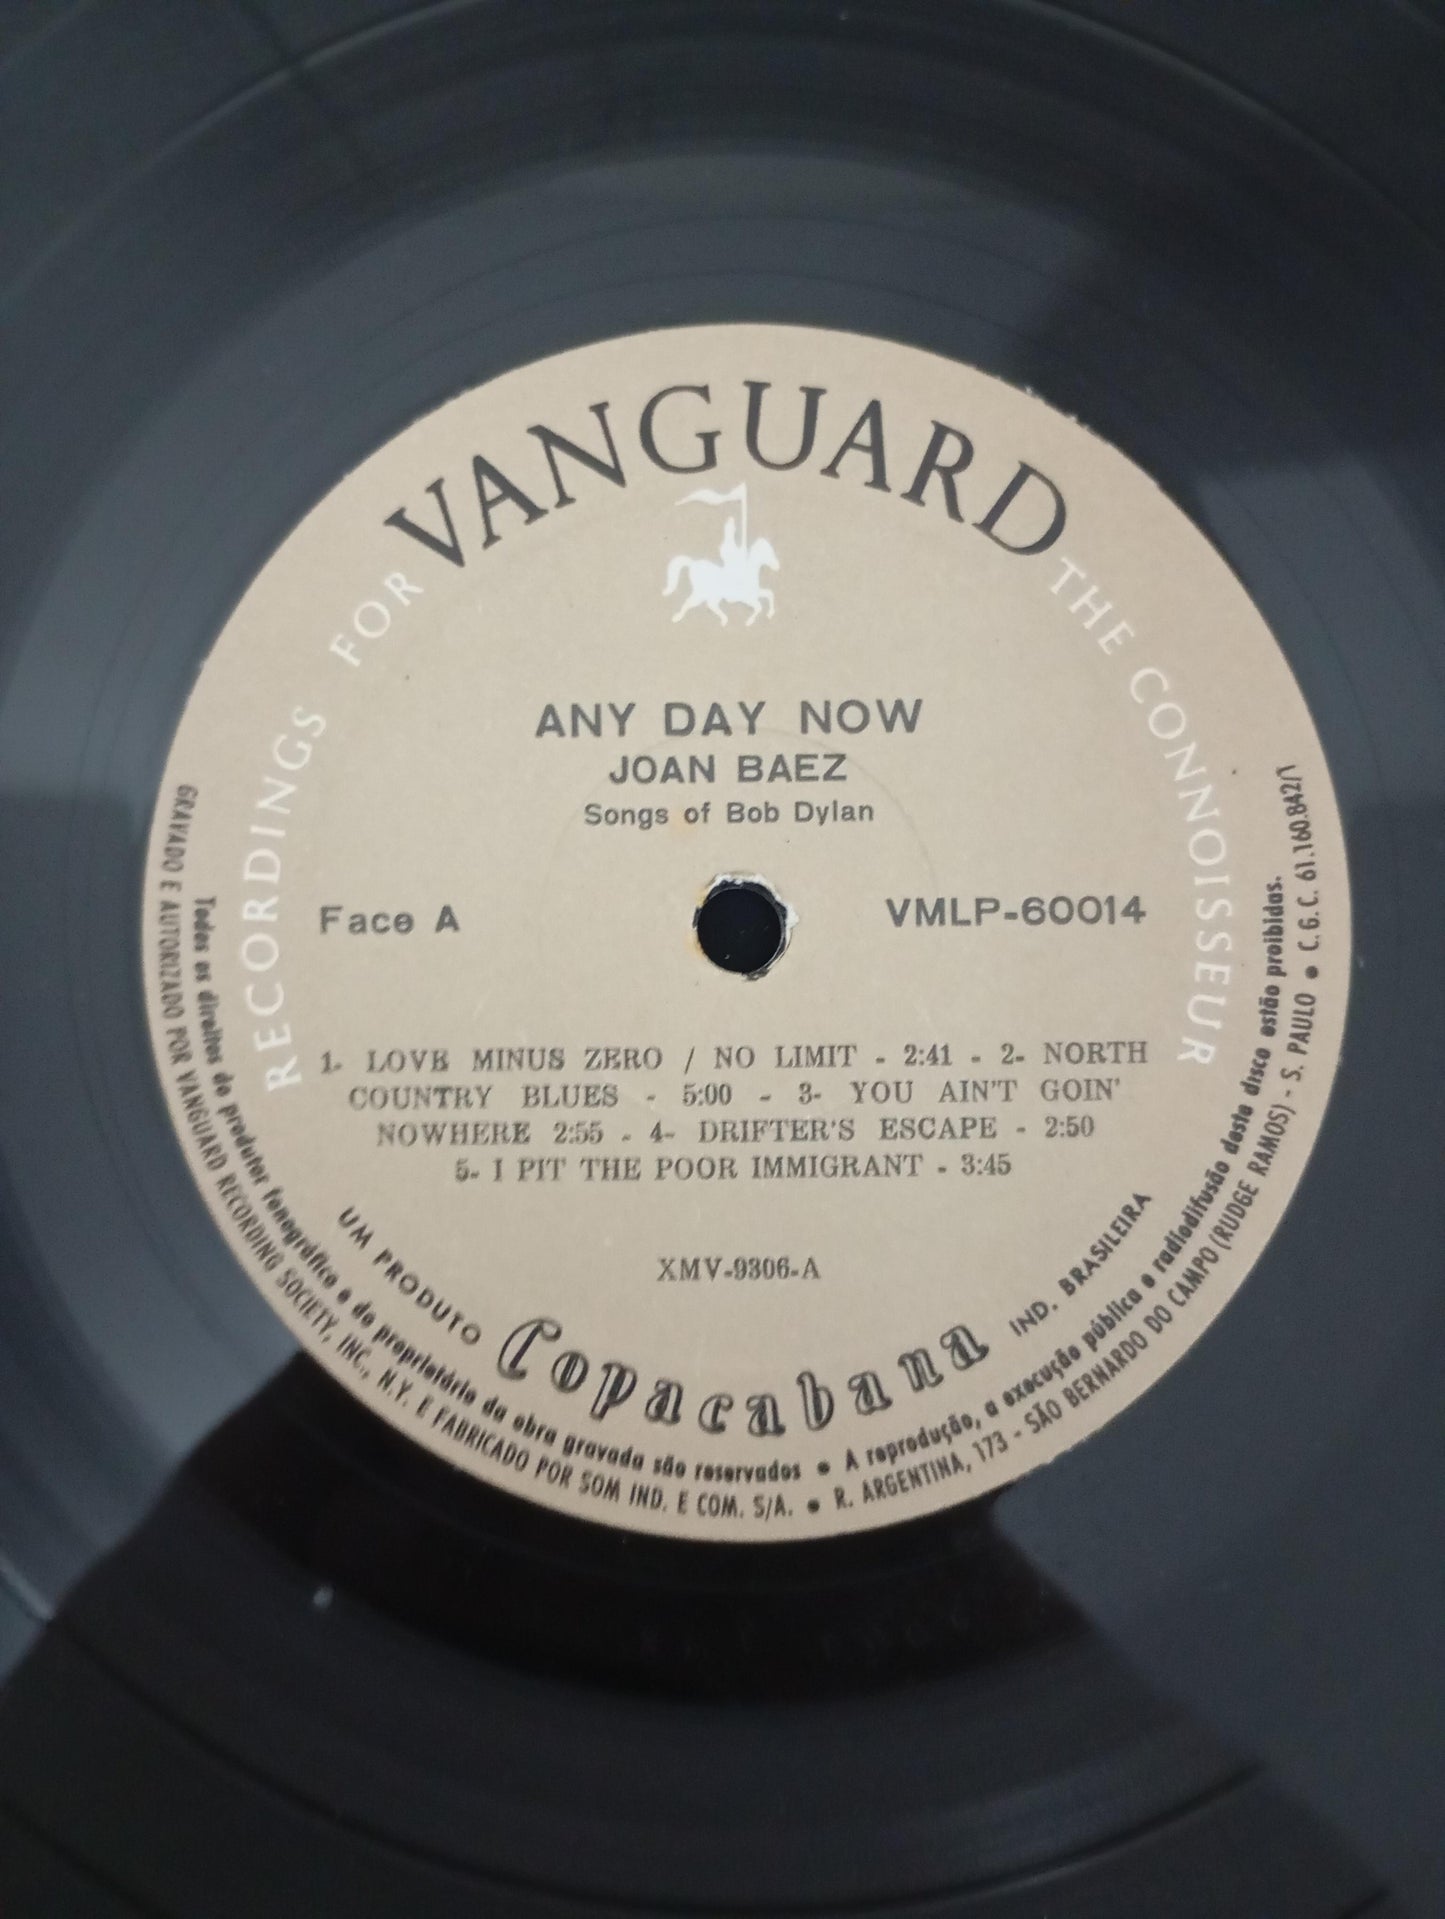 VANGUARD
RECORDINGS FOR THE CONNOISSEUR
ANY DAY NOW
JOAN BAEZ
Songs of Bob Dylan
Face A
VMLP-60014
1- LOVE MINUS ZERO / NO LIMIT - 2:41 - 2- NORTH
COUNTRY BLUES - 5:00 - 3- YOU AIN'T GOIN'
NOWHERE 2:55 - 4- DRIFTER'S ESCAPE - 2:50
5- I PIT THE POOR IMMIGRANT - 3:45
XMV-9306-A
UM PRODUTO Copacabana IND. BRASILEIRA
Todos os direitos do produtor fonográfico e do proprietário da obra gravada são reservados • A reprodução, a execução pública e radiodifusão deste disco estão proibidas.
GRAVADO E AUTORIZADO POR VANGUARD RECORDING SOCIETY, INC., N.Y. E FABRICADO POR SOM IND. E COM. S/A. • R. ARGENTINA, 173 - SÃO BERNARDO DO CAMPO (RUDGE RAMOS) - S. PAULO • C.G.C. 61.160.842/1